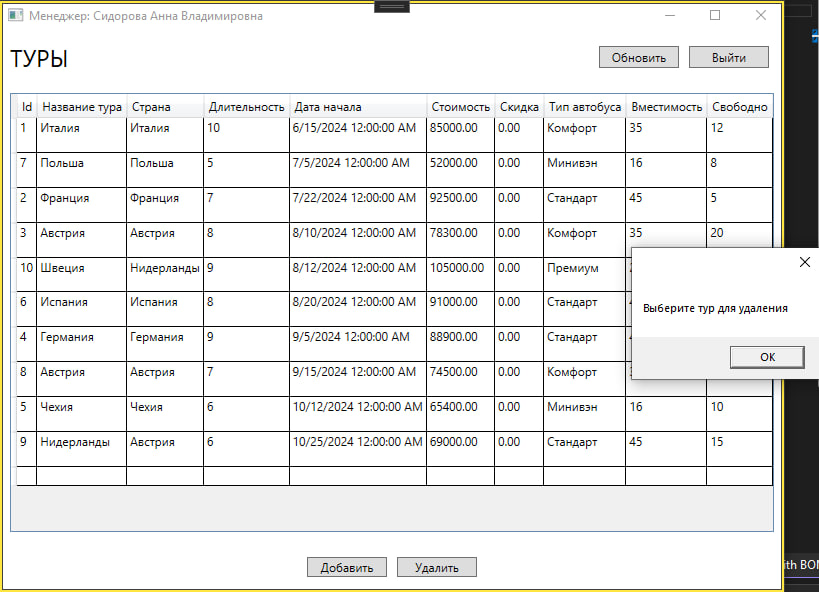 Менеджер: Сидорова Анна Владимировна
ТУРЫ
Обновить Выйти
Id Название тура Страна Длительность Дата начала Стоимость Скидка Тип автобуса Вместимость Свободно
1 Италия Италия 10 6/15/2024 12:00:00 AM 85000.00 0.00 Комфорт 35 12
7 Польша Польша 5 7/5/2024 12:00:00 AM 52000.00 0.00 Минивэн 16 8
2 Франция Франция 7 7/22/2024 12:00:00 AM 92500.00 0.00 Стандарт 45 5
3 Австрия Австрия 8 8/10/2024 12:00:00 AM 78300.00 0.00 Комфорт 35 20
10 Швеция Нидерланды 9 8/12/2024 12:00:00 AM 105000.00 0.00 Премиум
6 Испания Испания 8 8/20/2024 12:00:00 AM 91000.00 0.00 Стандарт
4 Германия Германия 9 9/5/2024 12:00:00 AM 88900.00 0.00 Стандарт
8 Австрия Австрия 7 9/15/2024 12:00:00 AM 74500.00 0.00 Комфорт
5 Чехия Чехия 6 10/12/2024 12:00:00 AM 65400.00 0.00 Минивэн 16 10
9 Нидерланды Австрия 6 10/25/2024 12:00:00 AM 69000.00 0.00 Стандарт 45 15
Выберите тур для удаления
OK
Добавить Удалить